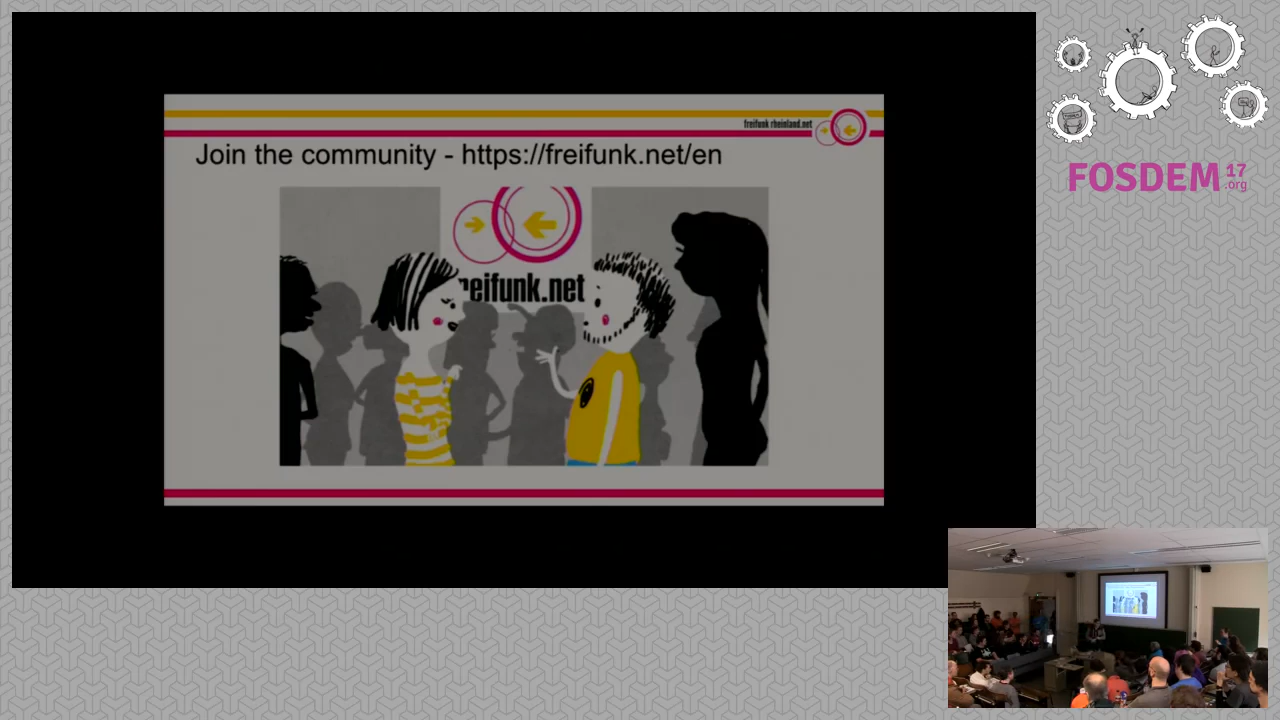 freifunk rheinland.net
Join the community - https://freifunk.net/en
reifunk.net
FOSDEM 17
.org